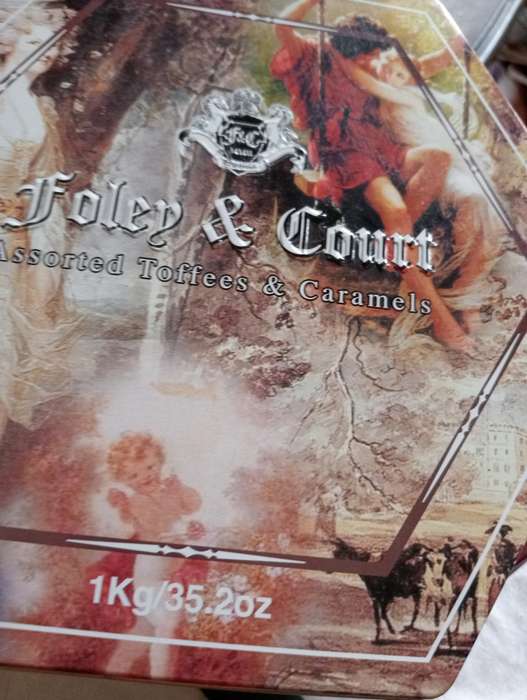 F&C
Foley & Court
Assorted Toffees & Caramels
1Kg/35.2oz